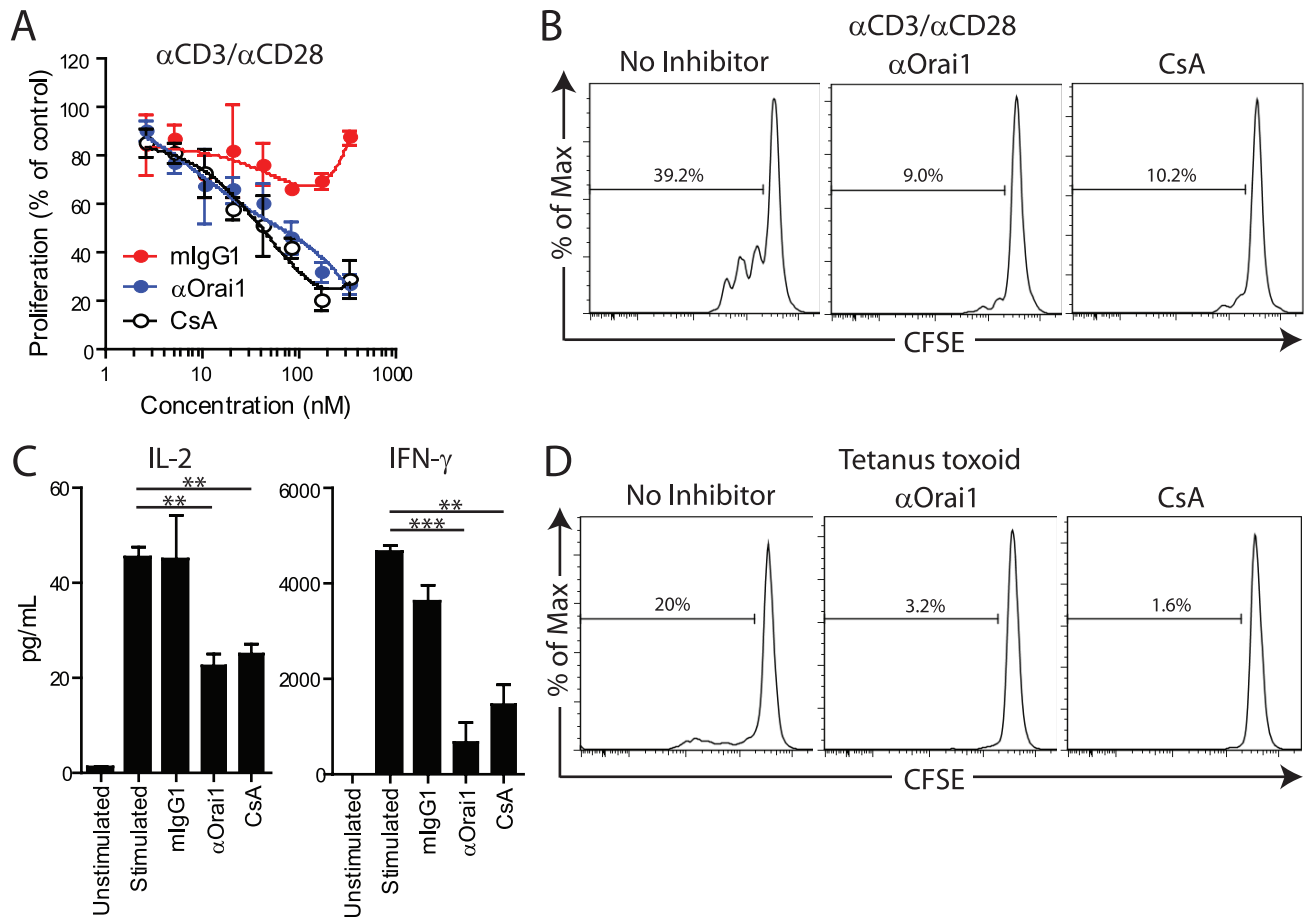 A
αCD3/αCD28
Proliferation (% of control)
120
100
80
60
40
20
0
mIgG1
αOrai1
CsA
1
10
100
1000
Concentration (nM)
B
αCD3/αCD28
No Inhibitor
αOrai1
CsA
% of Max
39.2%
9.0%
10.2%
CFSE
C
IL-2
IFN-γ
pg/mL
60
40
20
0
**
**
Unstimulated
Stimulated
mIgG1
αOrai1
CsA
6000
4000
2000
0
**
***
Unstimulated
Stimulated
mIgG1
αOrai1
CsA
D
Tetanus toxoid
No Inhibitor
αOrai1
CsA
% of Max
20%
3.2%
1.6%
CFSE